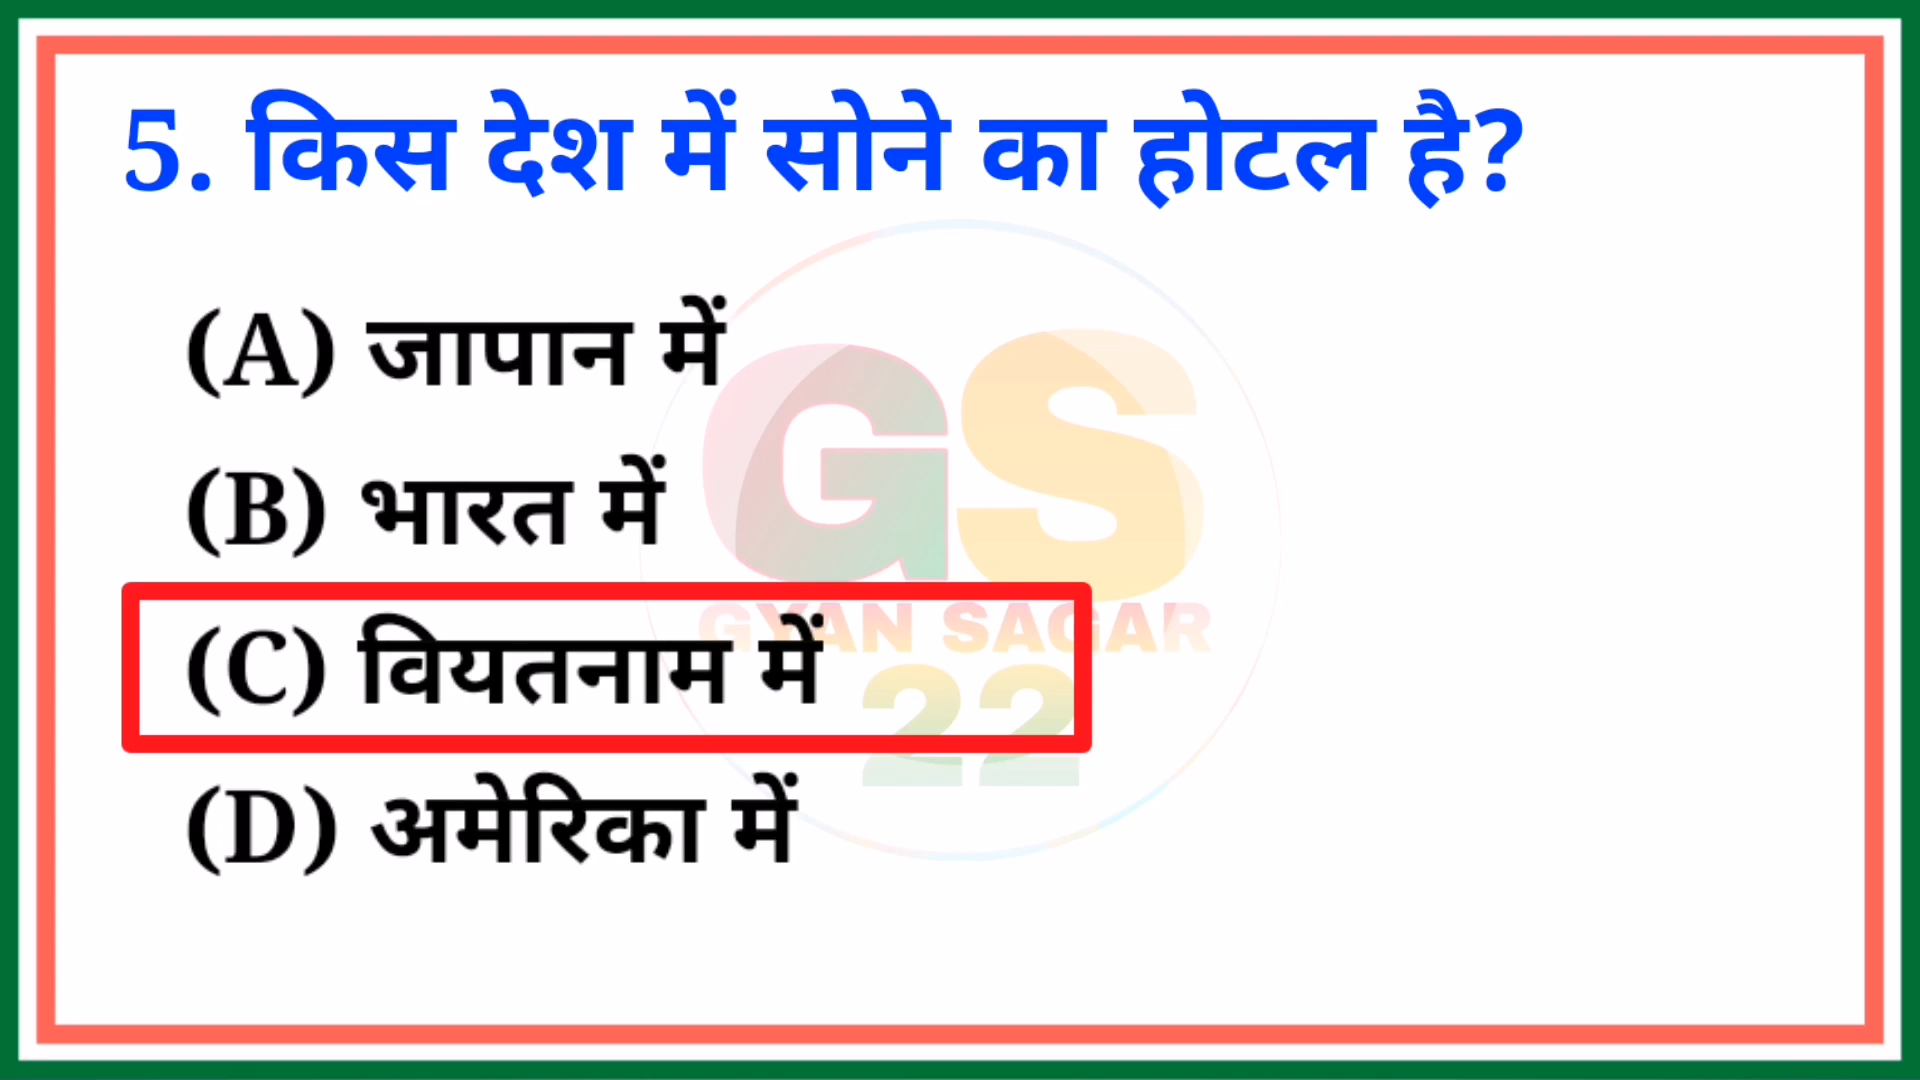 5. किस देश में सोने का होटल है?
(A) जापान में
(B) भारत में
(C) वियतनाम में
(D) अमेरिका में
GS
GYAN SAGAR
22